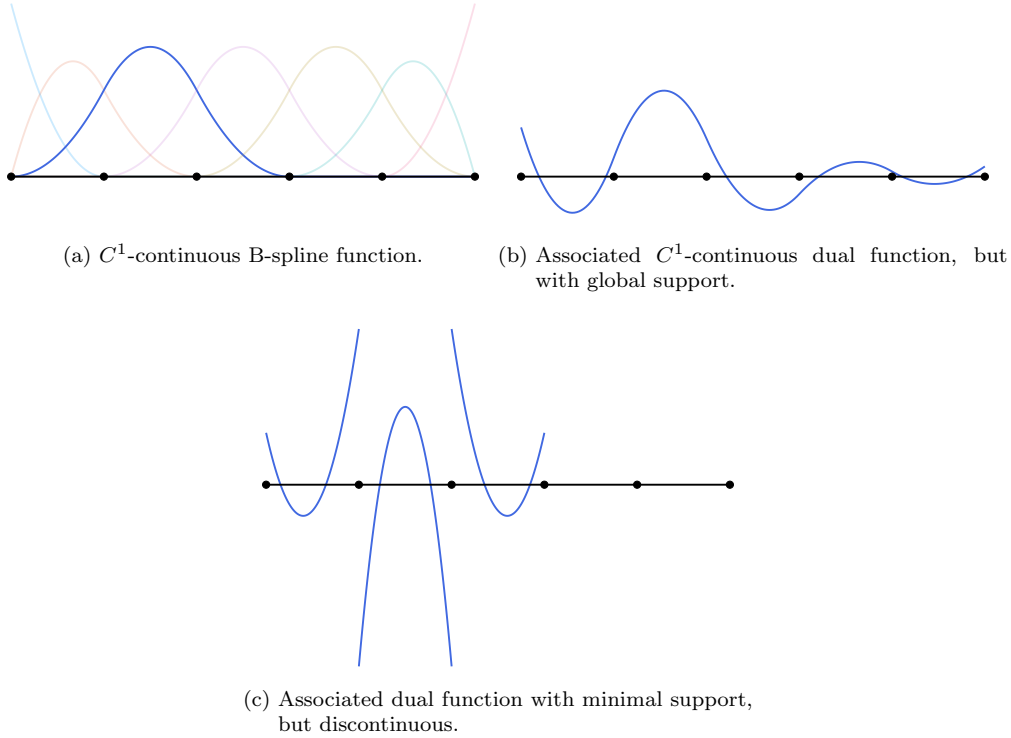 (a) C¹-continuous B-spline function.
(b) Associated C¹-continuous dual function, but
with global support.
(c) Associated dual function with minimal support,
but discontinuous.